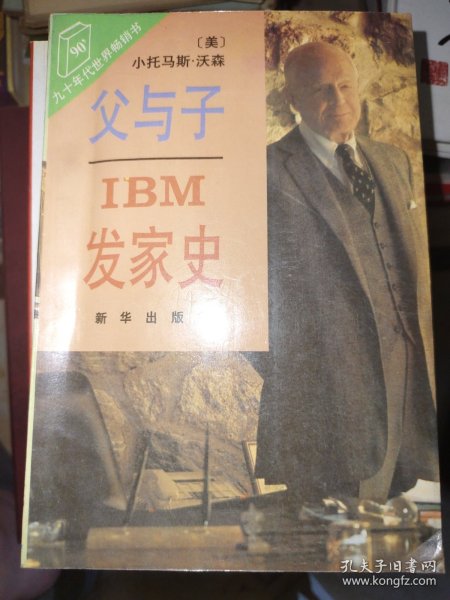 90'
九十年代世界畅销书
〔美〕
小托马斯·沃森
父与子
IBM
发家史
新华出版
孔夫子旧书网
www.kongfz.com